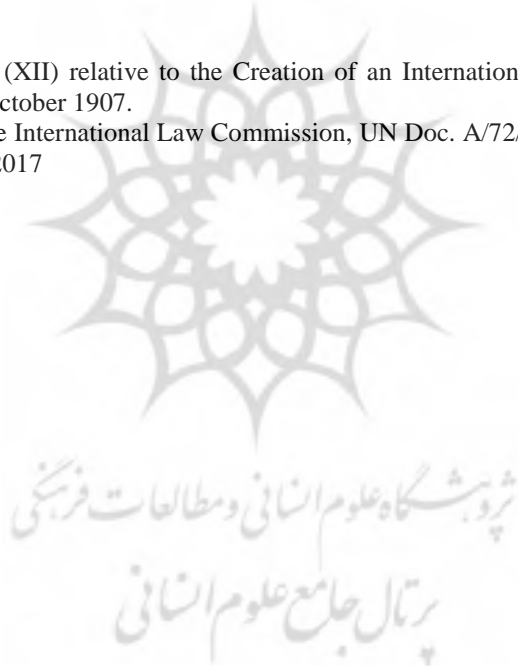 (XII) relative to the Creation of an Internation
ctober 1907.
e International Law Commission, UN Doc. A/72/
2017
پژوهشگاه علوم انسانی و مطالعات فرهنگی
پرتال جامع علوم انسانی